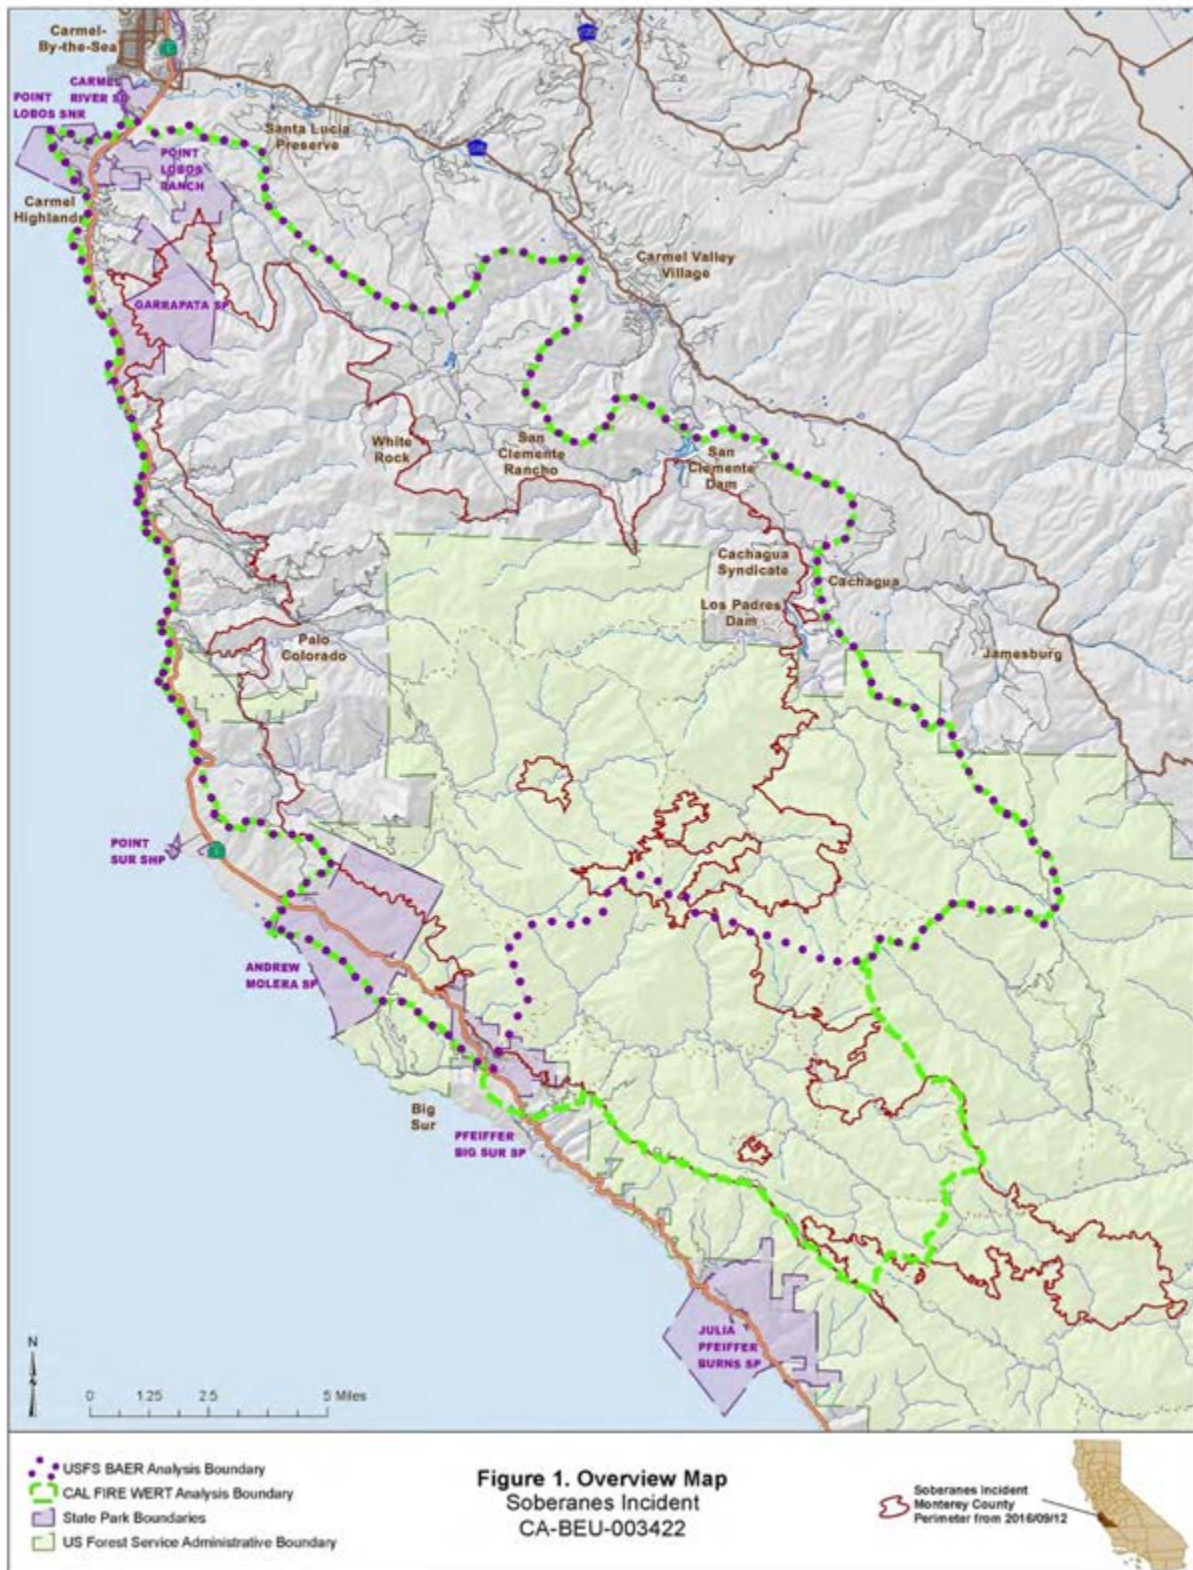 Carmel-
By-the-Sea
CARMEL
RIVER SB
POINT
LOBOS SNR
Santa Lucia
Preserve
POINT
LOBOS
RANCH
Carmel
Highlands
Carmel Valley
Village
GARRAPATA SP
White
Rock
San
Clemente
Rancho
San
Clemente
Dam
Cachagua
Syndicate
Cachagua
Los Padres
Dam
Palo
Colorado
Jamesburg
POINT
SUR SHP
ANDREW
MOLERA SP
Big
Sur
PFEIFFER
BIG SUR SP
JULIA
PFEIFFER
BURNS SP
N
0 1.25 2.5 5 Miles
USFS BAER Analysis Boundary
CAL FIRE WERT Analysis Boundary
State Park Boundaries
US Forest Service Administrative Boundary
Figure 1. Overview Map
Soberanes Incident
CA-BEU-003422
Soberanes Incident
Monterey County
Perimeter from 2016/09/12